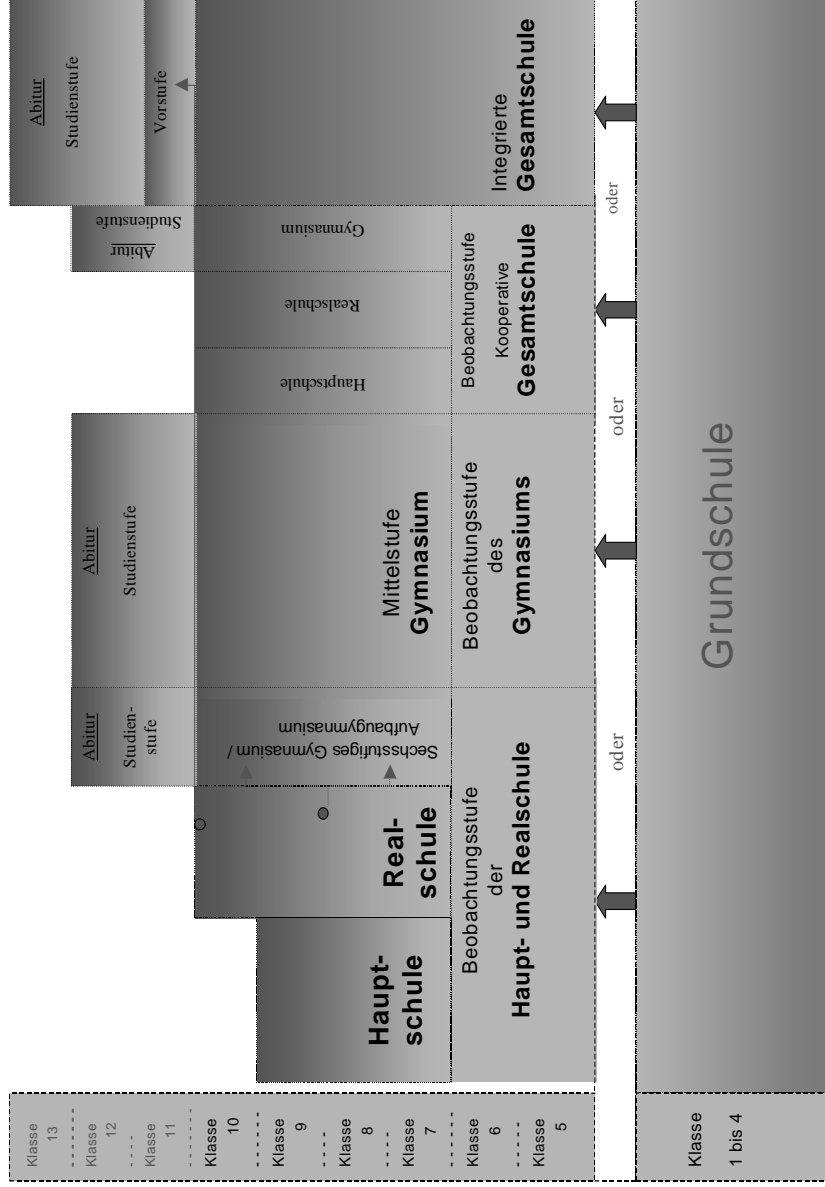 Klasse
13
Klasse
12
Klasse
11
Klasse
10
Klasse
9
Klasse
8
Klasse
7
Klasse
6
Klasse
5
Klasse
1 bis 4
Haupt-
schule
Real-
schule
Beobachtungsstufe
der
Haupt- und Realschule
Abitur
Studien-
stufe
Sechsstufiges Gymnasium /
Aufbaugymnasium
Abitur
Studienstufe
Mittelstufe
Gymnasium
Beobachtungsstufe
des
Gymnasiums
Abitur
Studienstufe
Hauptschule
Realschule
Gymnasium
Beobachtungsstufe
Kooperative
Gesamtschule
Abitur
Studienstufe
Vorstufe
Integrierte
Gesamtschule
oder
oder
oder
Grundschule